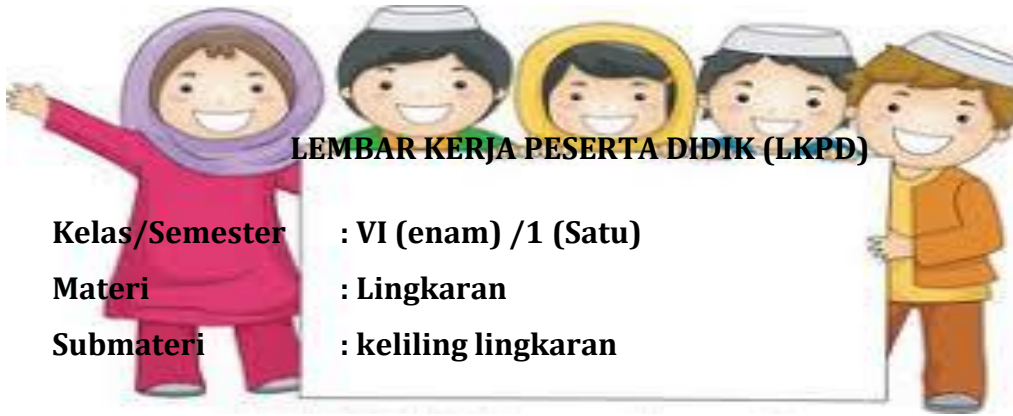 LEMBAR KERJA PESERTA DIDIK (LKPD)
Kelas/Semester : VI (enam) /1 (Satu)
Materi : Lingkaran
Submateri : keliling lingkaran